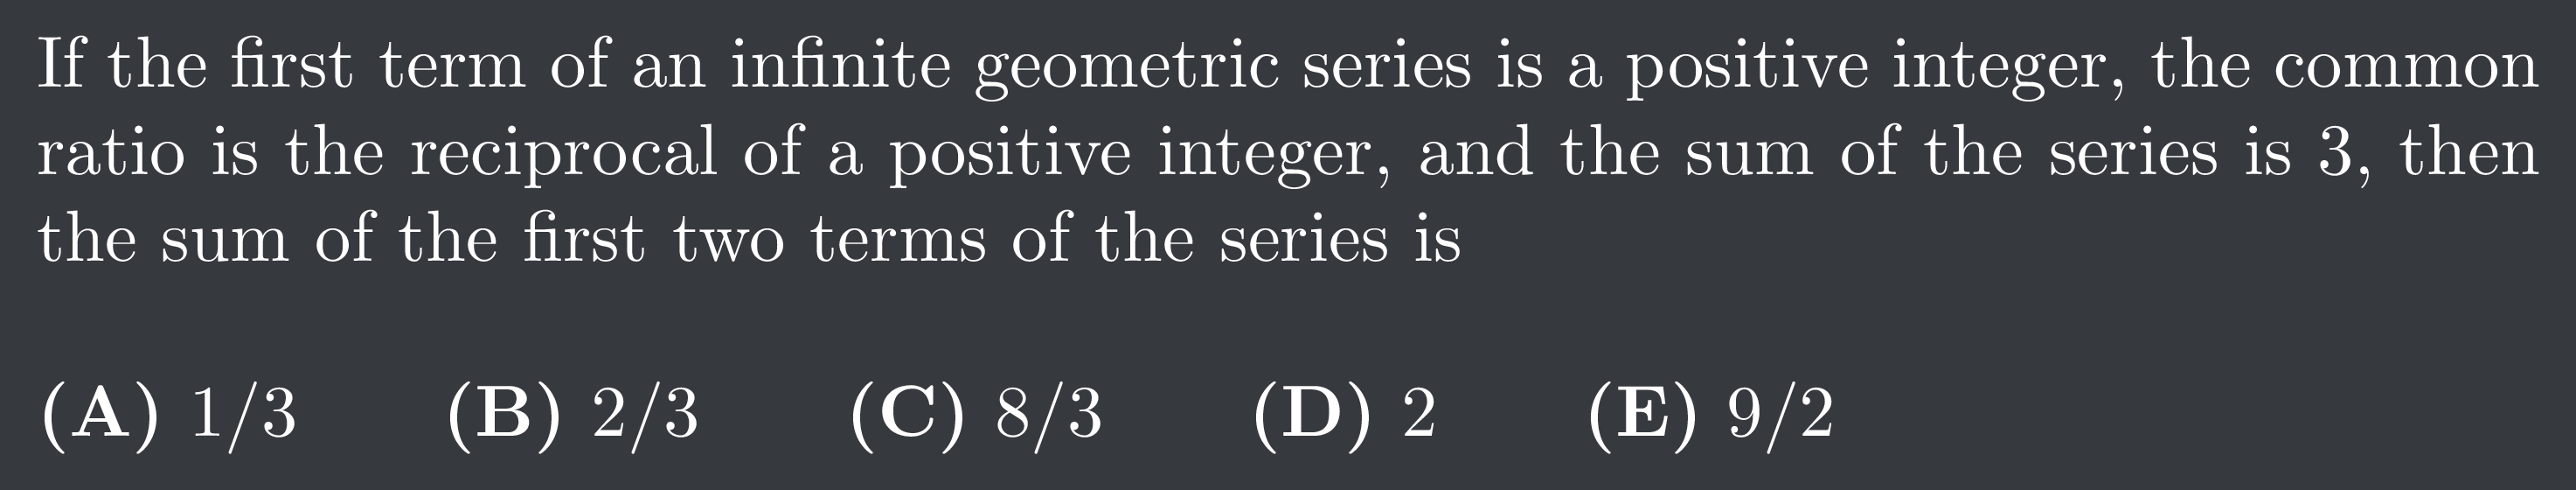 If the first term of an infinite geometric series is a positive integer, the common
ratio is the reciprocal of a positive integer, and the sum of the series is 3, then
the sum of the first two terms of the series is
(A) 1/3 (B) 2/3 (C) 8/3 (D) 2 (E) 9/2